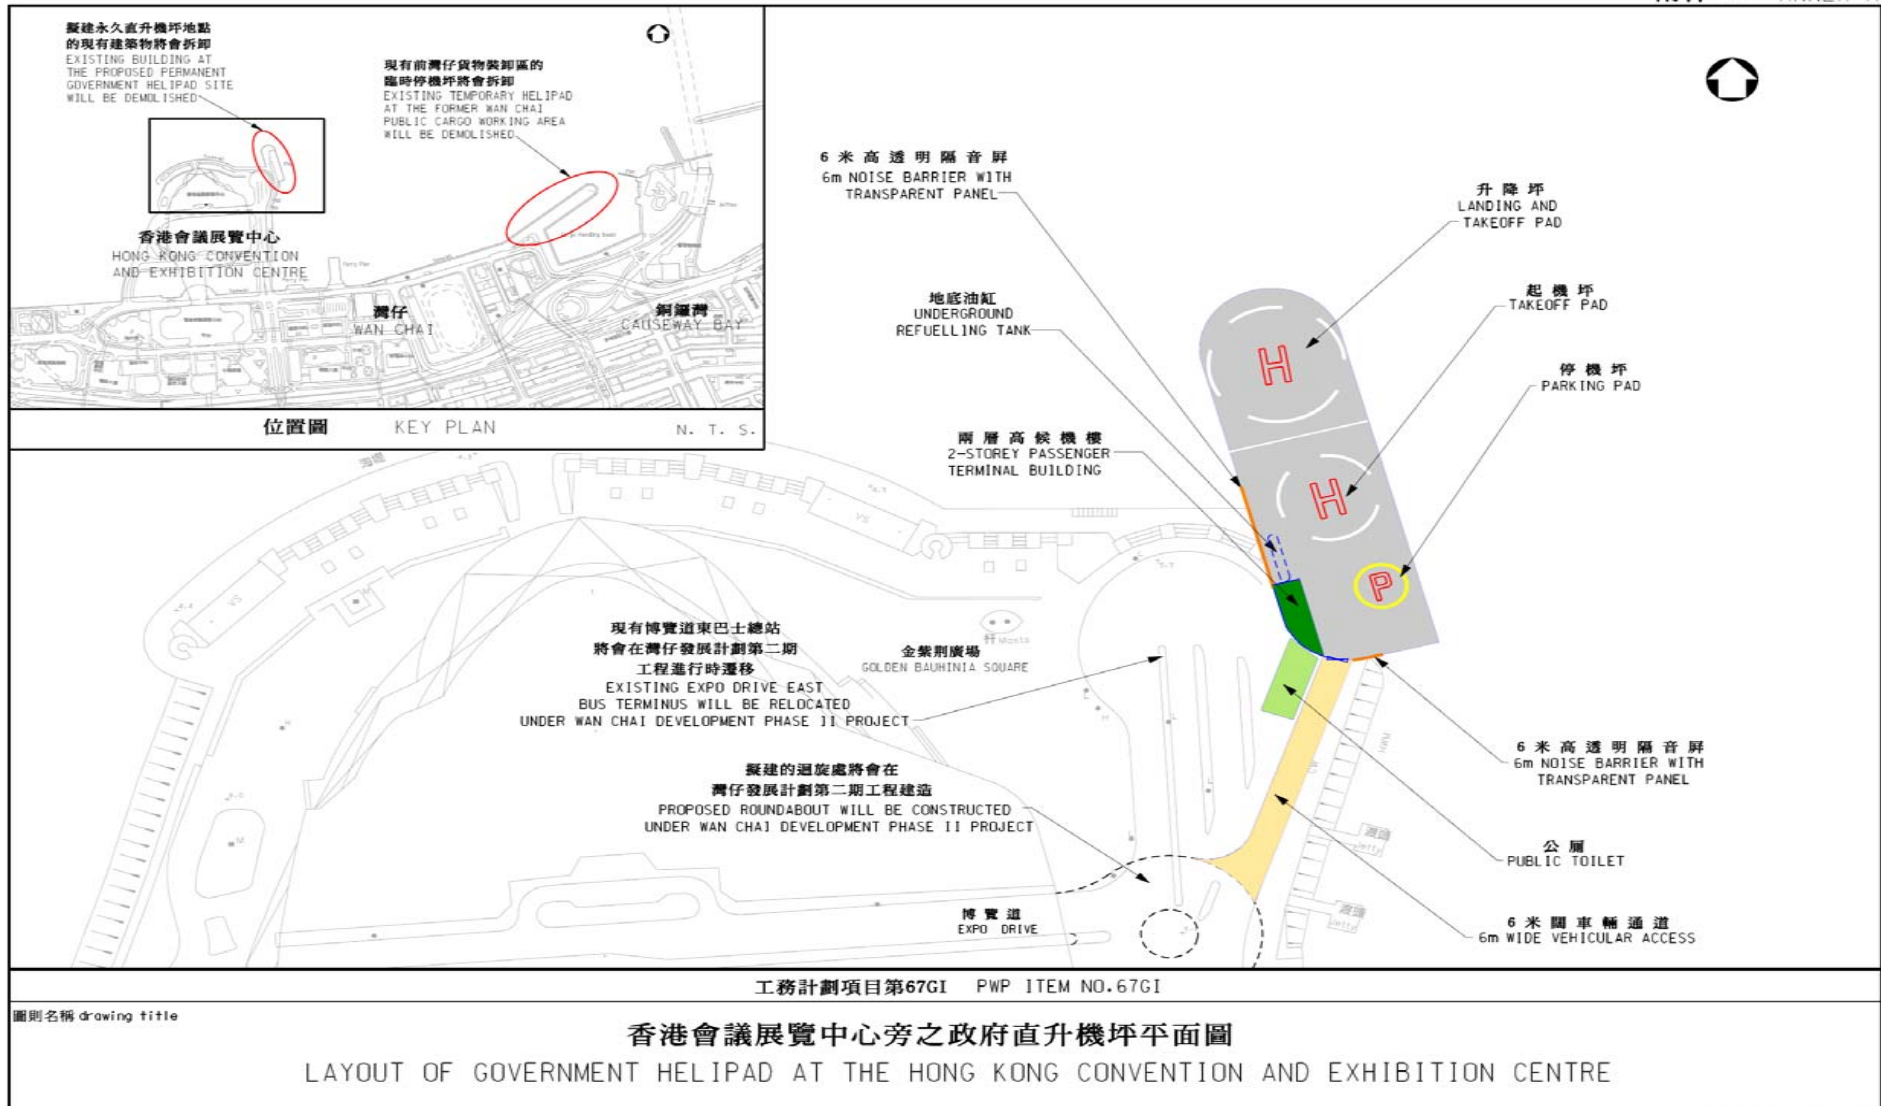 擬建永久直升機坪地點
的現有建築物將會拆卸
EXISTING BUILDING AT
THE PROPOSED PERMANENT
GOVERNMENT HELIPAD SITE
WILL BE DEMOLISHED
現有前灣仔貨物裝卸區的
臨時停機坪將會拆卸
EXISTING TEMPORARY HELIPAD
AT THE FORMER WAN CHAI
PUBLIC CARGO WORKING AREA
WILL BE DEMOLISHED
香港會議展覽中心
HONG KONG CONVENTION
AND EXHIBITION CENTRE
灣仔
WAN CHAI
銅鑼灣
CAUSEWAY BAY
位置圖 KEY PLAN N. T. S.
6 米高透明隔音屏
6m NOISE BARRIER WITH
TRANSPARENT PANEL
升降坪
LANDING AND
TAKEOFF PAD
地底油缸
UNDERGROUND
REFUELLING TANK
起機坪
TAKEOFF PAD
停機坪
PARKING PAD
兩層高候機樓
2-STOREY PASSENGER
TERMINAL BUILDING
H
H
P
海堤
VS
VS
現有博覽道東巴士總站
將會在灣仔發展計劃第二期
工程進行時遷移
EXISTING EXPO DRIVE EAST
BUS TERMINUS WILL BE RELOCATED
UNDER WAN CHAI DEVELOPMENT PHASE II PROJECT
金紫荊廣場
GOLDEN BAUHINIA SQUARE
擬建的迴旋處將會在
灣仔發展計劃第二期工程建造
PROPOSED ROUNDABOUT WILL BE CONSTRUCTED
UNDER WAN CHAI DEVELOPMENT PHASE II PROJECT
6 米高透明隔音屏
6m NOISE BARRIER WITH
TRANSPARENT PANEL
公廁
PUBLIC TOILET
Jetty
Jetty
博覽道
EXPO DRIVE
6 米闊車輛通道
6m WIDE VEHICULAR ACCESS
工務計劃項目第67GI PWP ITEM NO.67GI
圖則名稱 drawing title
香港會議展覽中心旁之政府直升機坪平面圖
LAYOUT OF GOVERNMENT HELIPAD AT THE HONG KONG CONVENTION AND EXHIBITION CENTRE